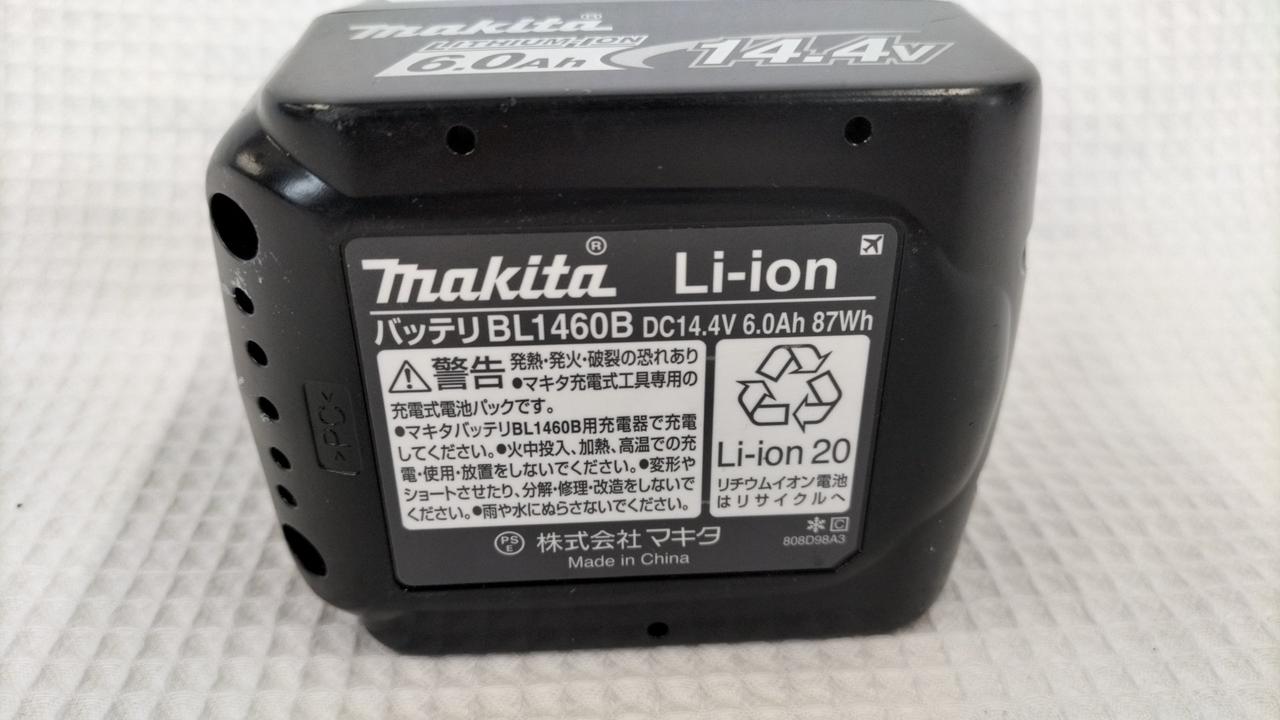 makita®
LITHIUM-ION
6.0Ah 14.4V
makita® Li-ion
バッテリBL1460B DC14.4V 6.0Ah 87Wh
⚠警告 発熱・発火・破裂の恐れあり
●マキタ充電式工具専用の
充電式電池パックです。
●マキタバッテリBL1460B用充電器で充電
してください。●火中投入、加熱、高温での充
電・使用・放置をしないでください。●変形や
ショートさせたり、分解・修理・改造をしないで
ください。●雨や水にぬらさないでください。
Li-ion 20
リチウムイオン電池
はリサイクルへ
PSE 株式会社マキタ
Made in China
C
808D98A3
>PC<